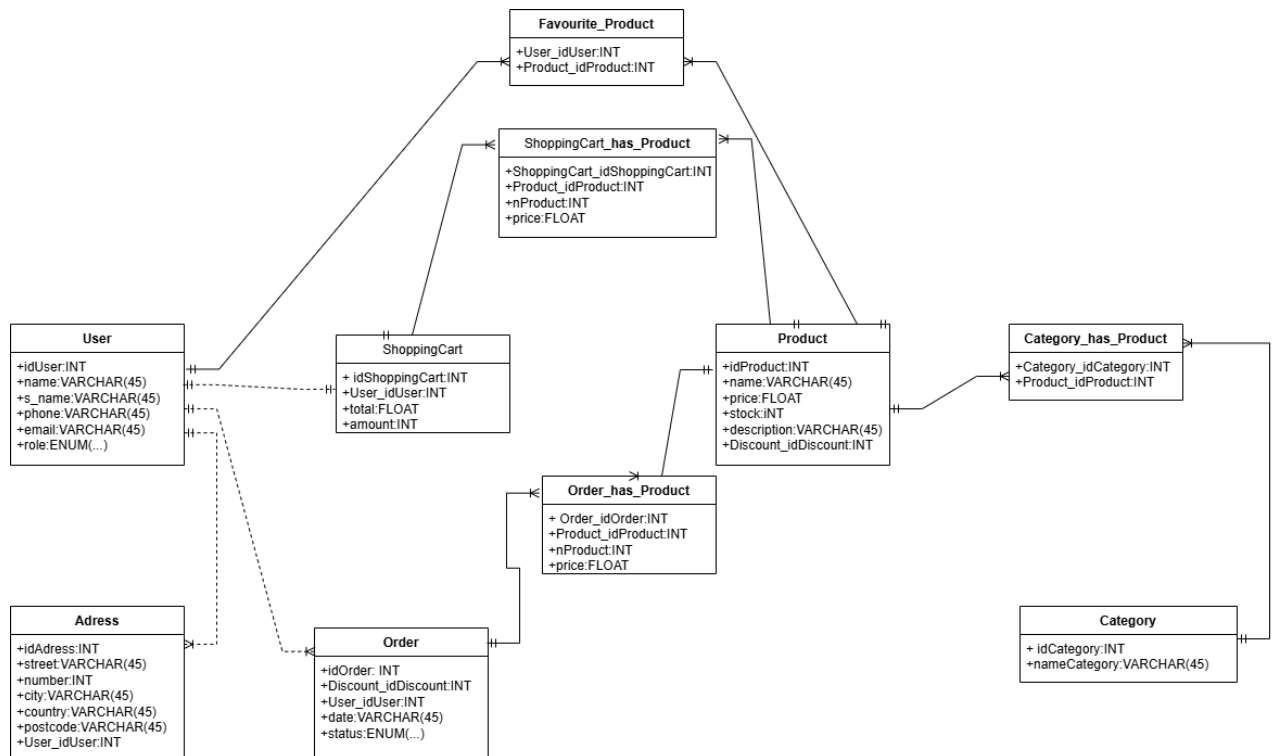 Favourite_Product
+User_idUser:INT
+Product_idProduct:INT
ShoppingCart_has_Product
+ShoppingCart_idShoppingCart:INT
+Product_idProduct:INT
+nProduct:INT
+price:FLOAT
User
+idUser:INT
+name:VARCHAR(45)
+s_name:VARCHAR(45)
+phone:VARCHAR(45)
+email:VARCHAR(45)
+role:ENUM(...)
ShoppingCart
+ idShoppingCart:INT
+User_idUser:INT
+total:FLOAT
+amount:INT
Product
+idProduct:INT
+name:VARCHAR(45)
+price:FLOAT
+stock:iNT
+description:VARCHAR(45)
+Discount_idDiscount:INT
Category_has_Product
+Category_idCategory:INT
+Product_idProduct:INT
Order_has_Product
+ Order_idOrder:INT
+Product_idProduct:INT
+nProduct:INT
+price:FLOAT
Adress
+idAdress:INT
+street:VARCHAR(45)
+number:INT
+city:VARCHAR(45)
+country:VARCHAR(45)
+postcode:VARCHAR(45)
+User_idUser:INT
Order
+idOrder: INT
+Discount_idDiscount:INT
+User_idUser:INT
+date:VARCHAR(45)
+status:ENUM(...)
Category
+ idCategory:INT
+nameCategory:VARCHAR(45)